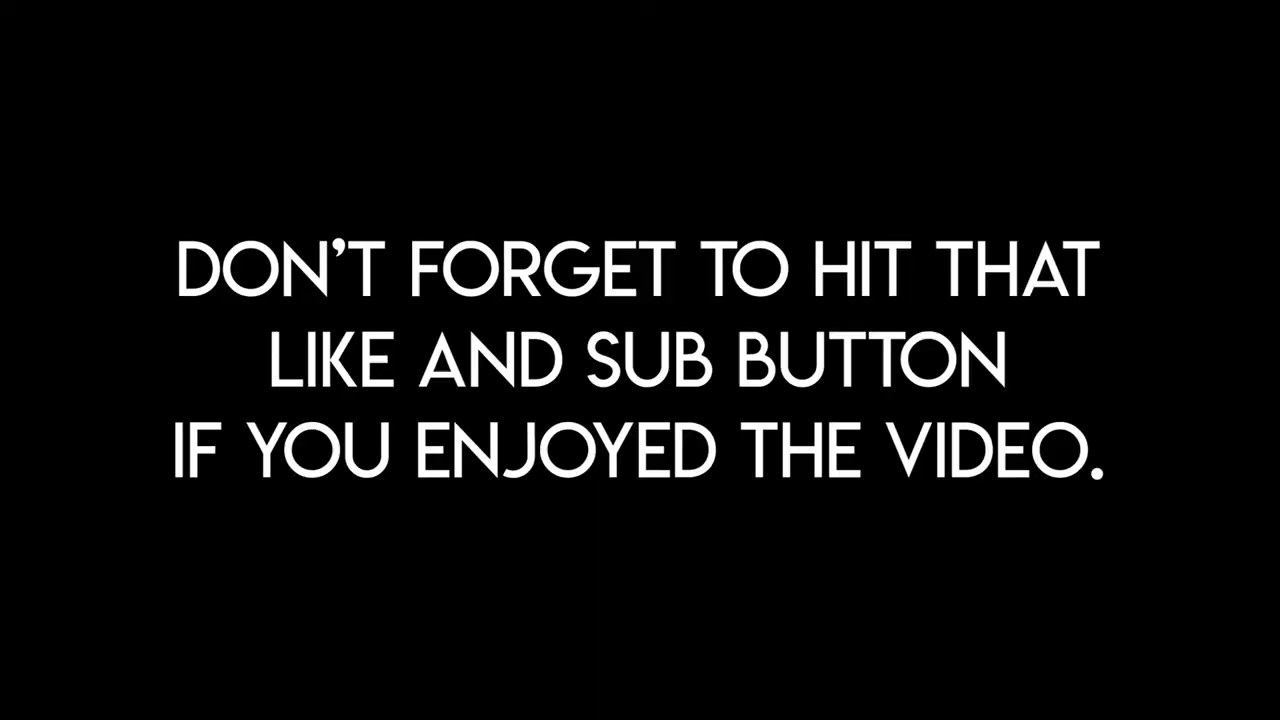 DON'T FORGET TO HIT THAT
LIKE AND SUB BUTTON
IF YOU ENJOYED THE VIDEO.